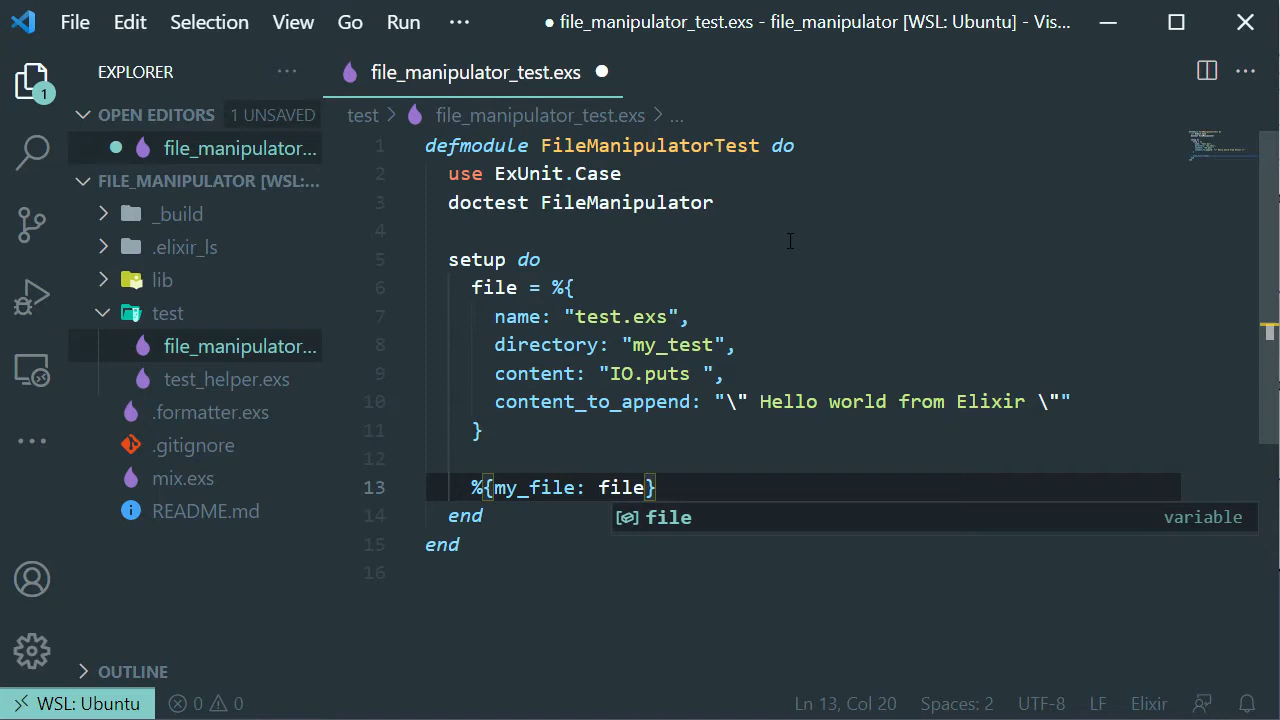 File Edit Selection View Go Run ··· ● file_manipulator_test.exs - file_manipulator [WSL: Ubuntu] - Vis...
EXPLORER ···
file_manipulator_test.exs
1
OPEN EDITORS 1 UNSAVED
file_manipulator...
FILE_MANIPULATOR [WSL:...
_build
.elixir_ls
lib
test
file_manipulator...
test_helper.exs
.formatter.exs
.gitignore
mix.exs
README.md
OUTLINE
test > file_manipulator_test.exs > ...
1 defmodule FileManipulatorTest do
2 use ExUnit.Case
3 doctest FileManipulator
4
5 setup do
6 file = %{
7 name: "test.exs",
8 directory: "my_test",
9 content: "IO.puts ",
10 content_to_append: "\" Hello world from Elixir \""
11 }
12
13 %{my_file: file}
14 end
file variable
15 end
16
WSL: Ubuntu 0 0 Ln 13, Col 20 Spaces: 2 UTF-8 LF Elixir